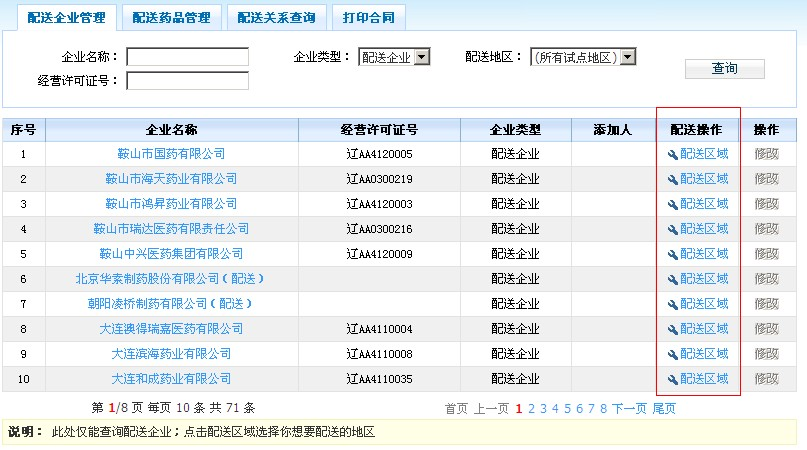 配送企业管理 配送药品管理 配送关系查询 打印合同
企业名称： 企业类型： 配送企业 配送地区： (所有试点地区) 查询
经营许可证号：
序号 企业名称 经营许可证号 企业类型 添加人 配送操作 操作
1 鞍山市国药有限公司 辽AA4120005 配送企业 配送区域 修改
2 鞍山市海天药业有限公司 辽AA0300219 配送企业 配送区域 修改
3 鞍山市鸿昇药业有限公司 辽AA4120003 配送企业 配送区域 修改
4 鞍山市瑞达医药有限责任公司 辽AA0300216 配送企业 配送区域 修改
5 鞍山中兴医药集团有限公司 辽AA4120009 配送企业 配送区域 修改
6 北京华素制药股份有限公司（配送） 配送企业 配送区域 修改
7 朝阳凌桥制药有限公司（配送） 配送企业 配送区域 修改
8 大连澳得瑞嘉医药有限公司 辽AA4110004 配送企业 配送区域 修改
9 大连滨海药业有限公司 辽AA4110008 配送企业 配送区域 修改
10 大连和成药业有限公司 辽AA4110035 配送企业 配送区域 修改
第 1/8 页 每页 10 条 共 71 条 首页 上一页 1 2 3 4 5 6 7 8 下一页 尾页
说明： 此处仅能查询配送企业；点击配送区域选择你想要配送的地区